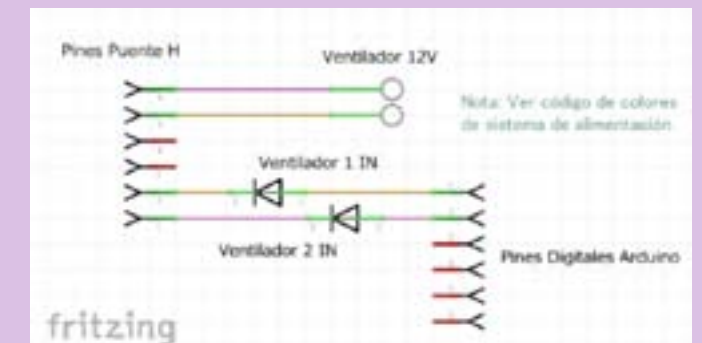 Pines Puente H
Ventilador 12V
Nota: Ver código de colores
de sistema de alimentación.
Ventilador 1 IN
Ventilador 2 IN
Pines Digitales Arduino
fritzing